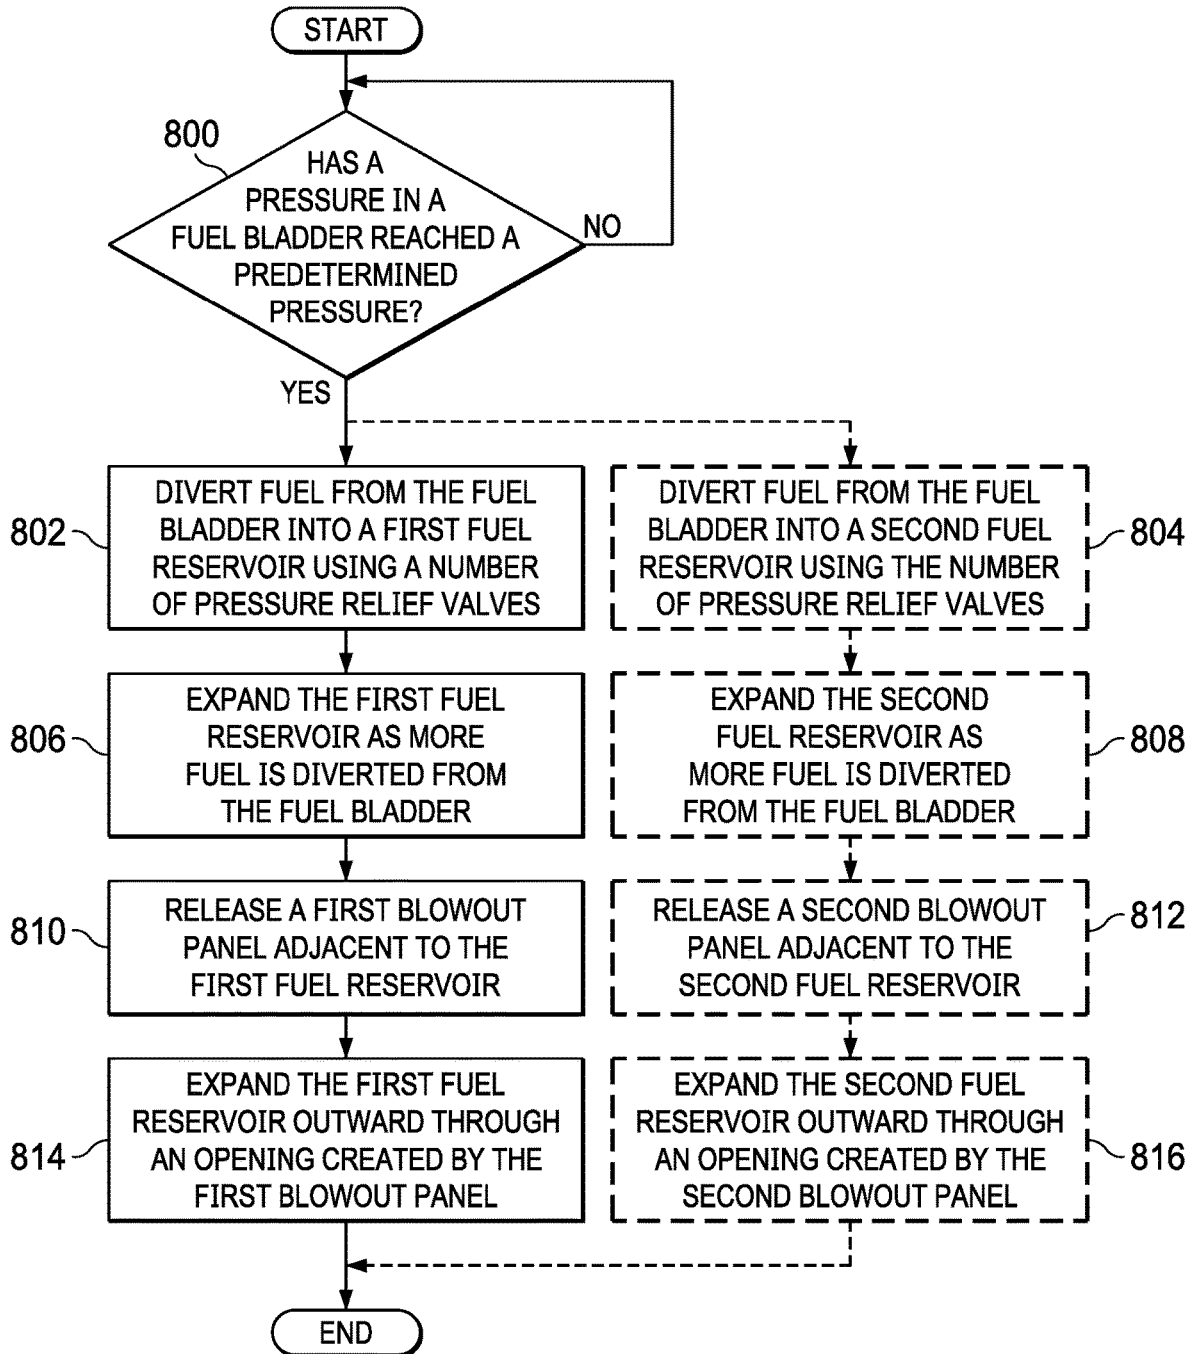 START
800
HAS A
PRESSURE IN A
FUEL BLADDER REACHED A
PREDETERMINED
PRESSURE?
NO
YES
802
DIVERT FUEL FROM THE FUEL
BLADDER INTO A FIRST FUEL
RESERVOIR USING A NUMBER
OF PRESSURE RELIEF VALVES
DIVERT FUEL FROM THE FUEL
BLADDER INTO A SECOND FUEL
RESERVOIR USING THE NUMBER
OF PRESSURE RELIEF VALVES
804
806
EXPAND THE FIRST FUEL
RESERVOIR AS MORE
FUEL IS DIVERTED FROM
THE FUEL BLADDER
EXPAND THE SECOND
FUEL RESERVOIR AS
MORE FUEL IS DIVERTED
FROM THE FUEL BLADDER
808
810
RELEASE A FIRST BLOWOUT
PANEL ADJACENT TO THE
FIRST FUEL RESERVOIR
RELEASE A SECOND BLOWOUT
PANEL ADJACENT TO THE
SECOND FUEL RESERVOIR
812
814
EXPAND THE FIRST FUEL
RESERVOIR OUTWARD THROUGH
AN OPENING CREATED BY THE
FIRST BLOWOUT PANEL
EXPAND THE SECOND FUEL
RESERVOIR OUTWARD THROUGH
AN OPENING CREATED BY THE
SECOND BLOWOUT PANEL
816
END